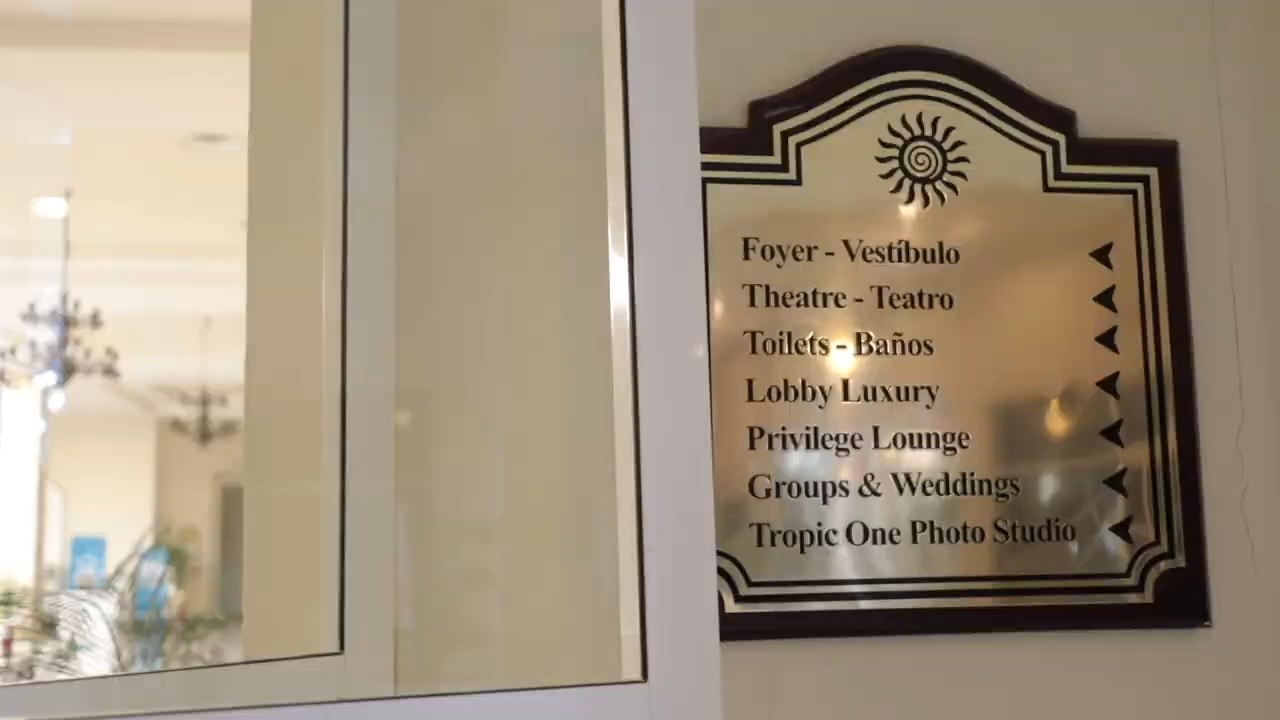 Foyer - Vestíbulo
Theatre - Teatro
Toilets - Baños
Lobby Luxury
Privilege Lounge
Groups & Weddings
Tropic One Photo Studio